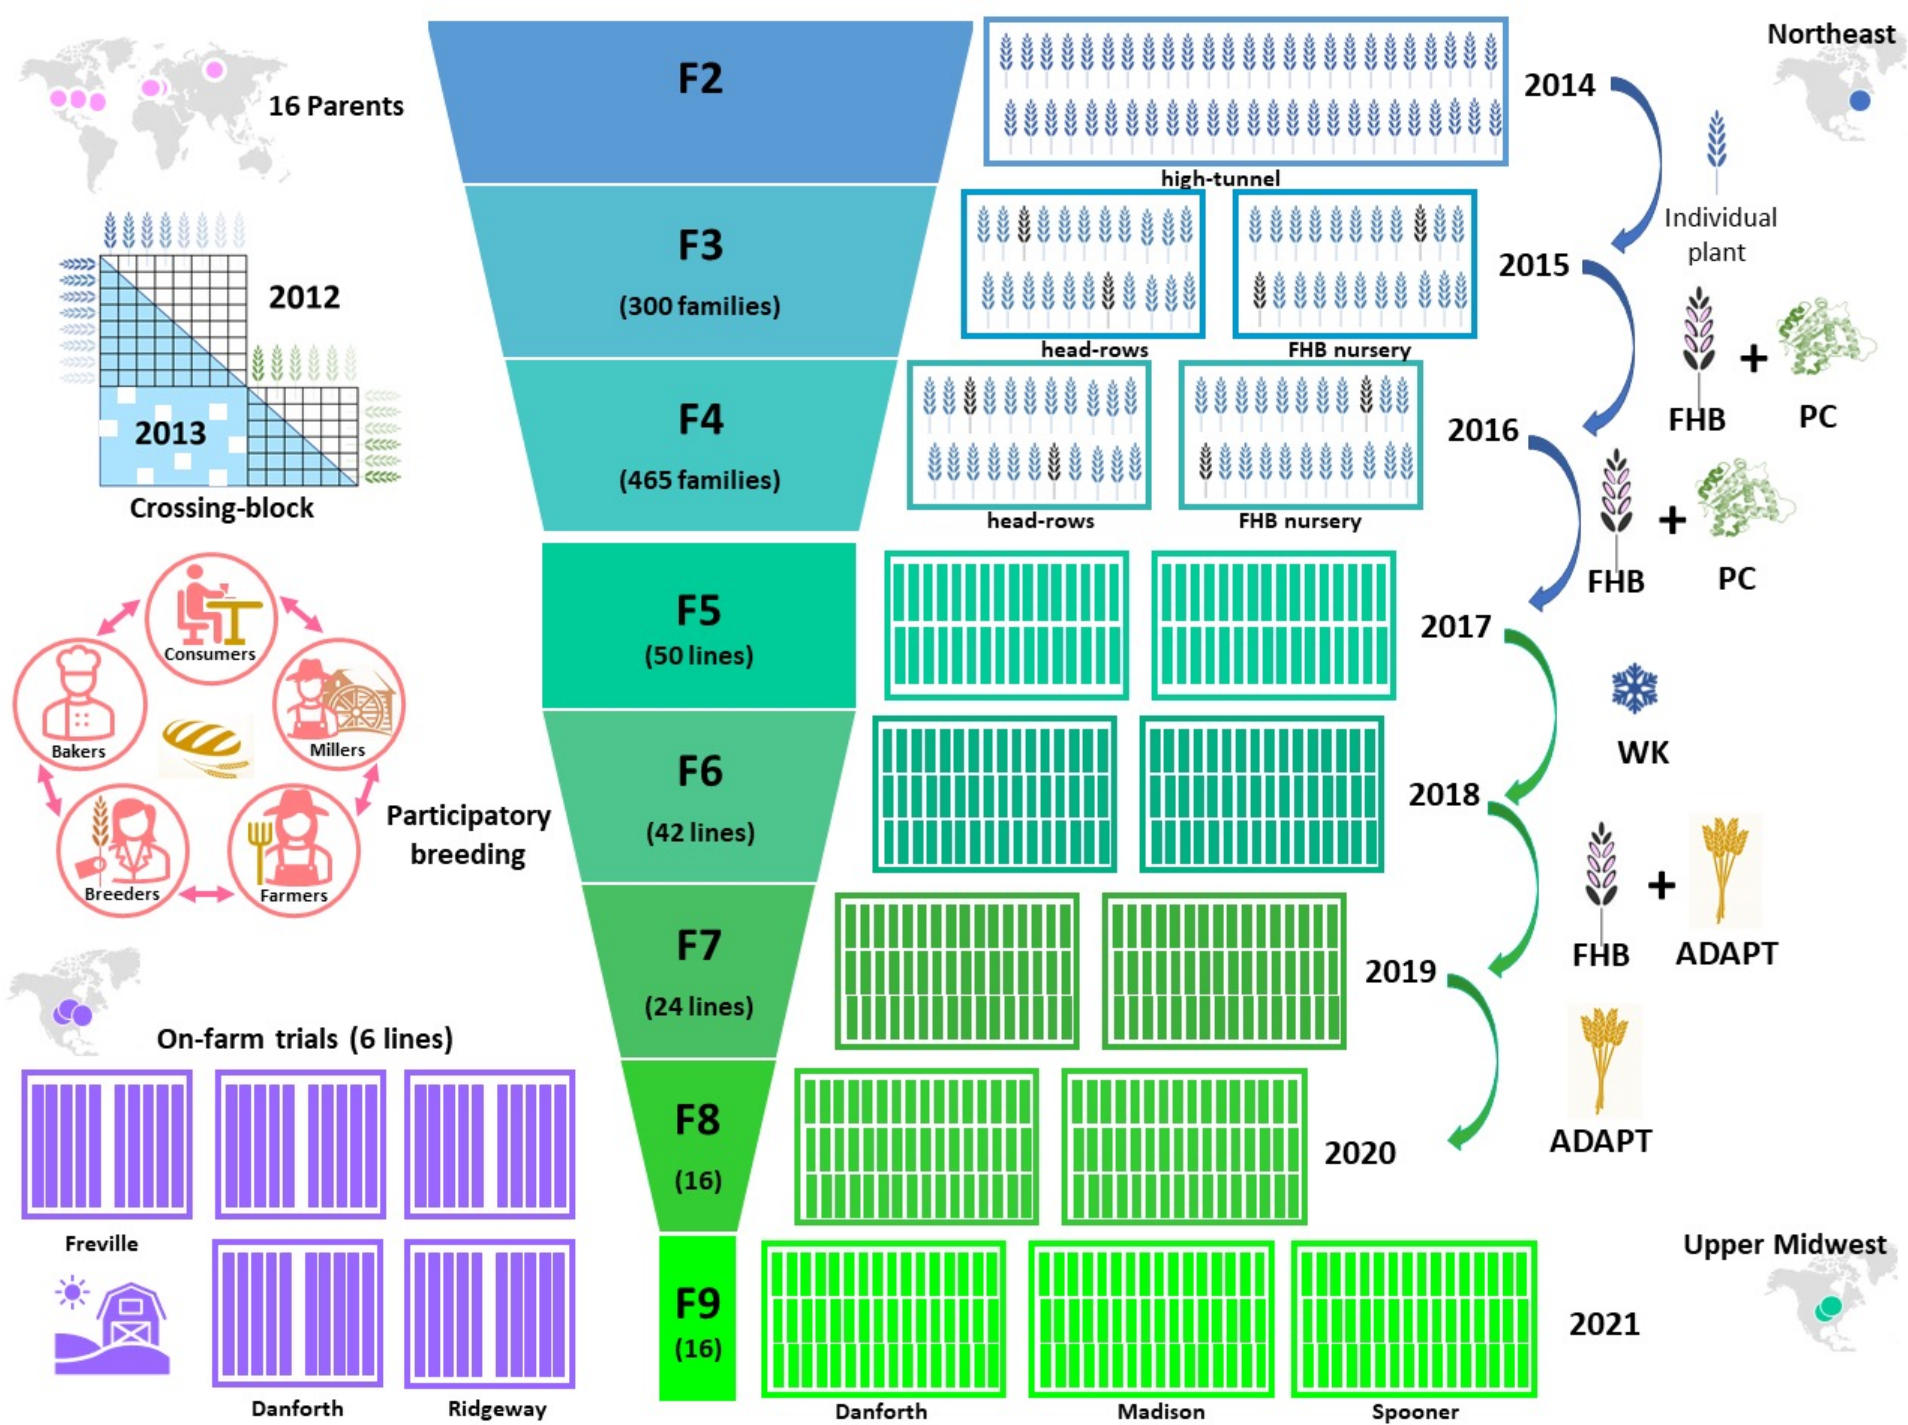 16 Parents
2012
2013
Crossing-block
Consumers
Bakers
Millers
Breeders
Farmers
Participatory
breeding
On-farm trials (6 lines)
Freville
Danforth
Ridgeway
F2
F3
(300 families)
F4
(465 families)
F5
(50 lines)
F6
(42 lines)
F7
(24 lines)
F8
(16)
F9
(16)
high-tunnel
head-rows
FHB nursery
head-rows
FHB nursery
Danforth
Madison
Spooner
2014
2015
2016
2017
2018
2019
2020
2021
Northeast
Individual
plant
FHB
+
PC
FHB
+
PC
WK
FHB
+
ADAPT
ADAPT
Upper Midwest